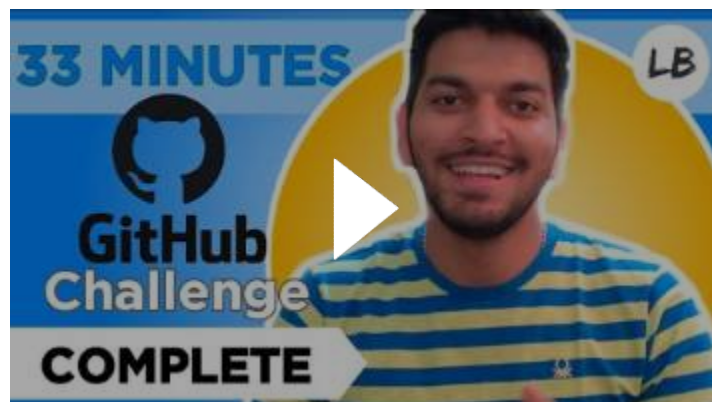 33 MINUTES
LB
GitHub
Challenge
COMPLETE